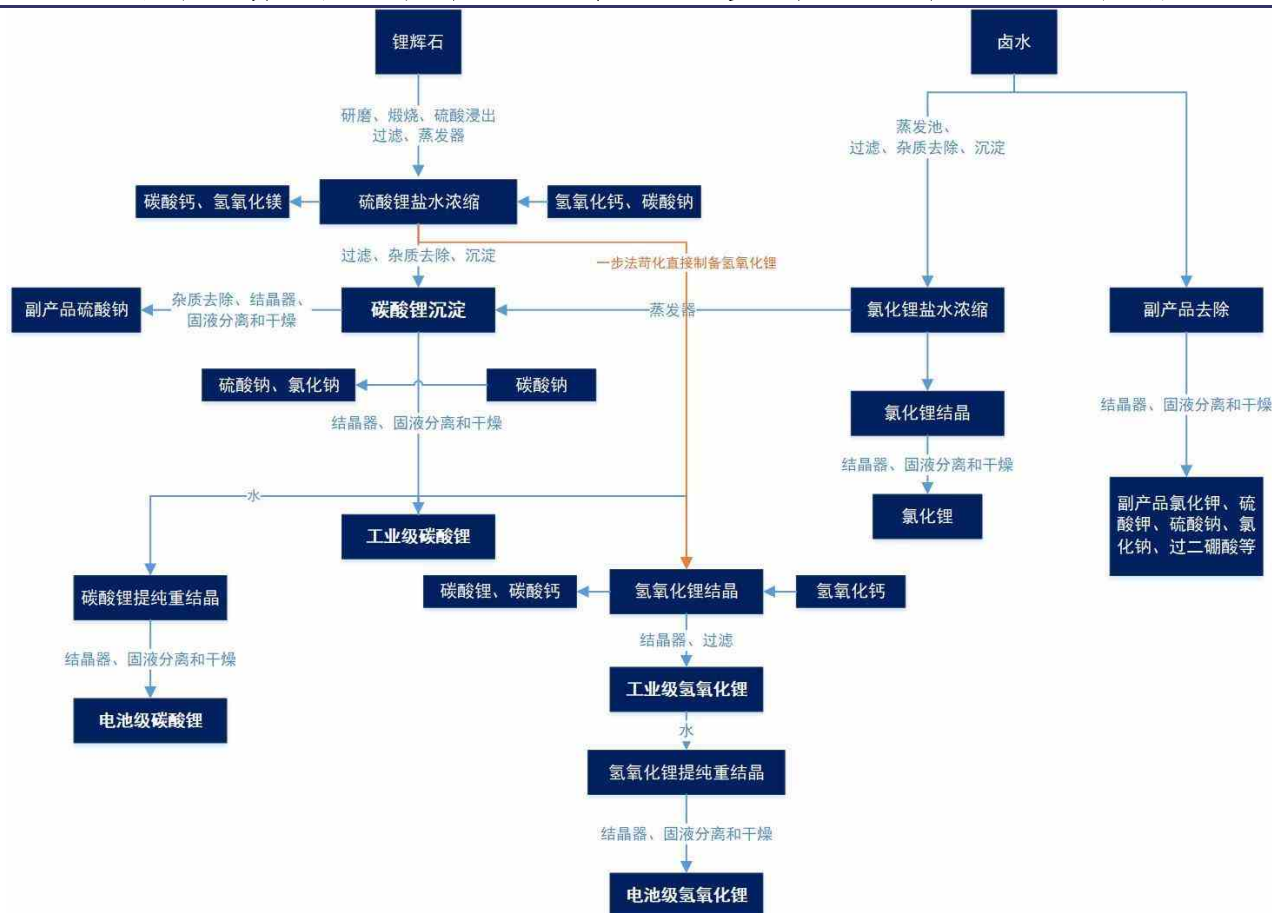 锂辉石
卤水
研磨、煅烧、硫酸浸出
过滤、蒸发器
蒸发池、
过滤、杂质去除、沉淀
碳酸钙、氢氧化镁
硫酸锂盐水浓缩
氢氧化钙、碳酸钠
过滤、杂质去除、沉淀
一步法苛化直接制备氢氧化锂
副产品硫酸钠
杂质去除、结晶器、
固液分离和干燥
碳酸锂沉淀
蒸发器
氯化锂盐水浓缩
副产品去除
硫酸钠、氯化钠
碳酸钠
结晶器、固液分离和干燥
氯化锂结晶
结晶器、固液分离和干燥
结晶器、固液分离和干燥
水
工业级碳酸锂
氯化锂
副产品氯化钾、硫
酸钾、硫酸钠、氯
化钠、过二硼酸等
碳酸锂提纯重结晶
碳酸锂、碳酸钙
氢氧化锂结晶
氢氧化钙
结晶器、过滤
结晶器、固液分离和干燥
工业级氢氧化锂
电池级碳酸锂
水
氢氧化锂提纯重结晶
结晶器、固液分离和干燥
电池级氢氧化锂